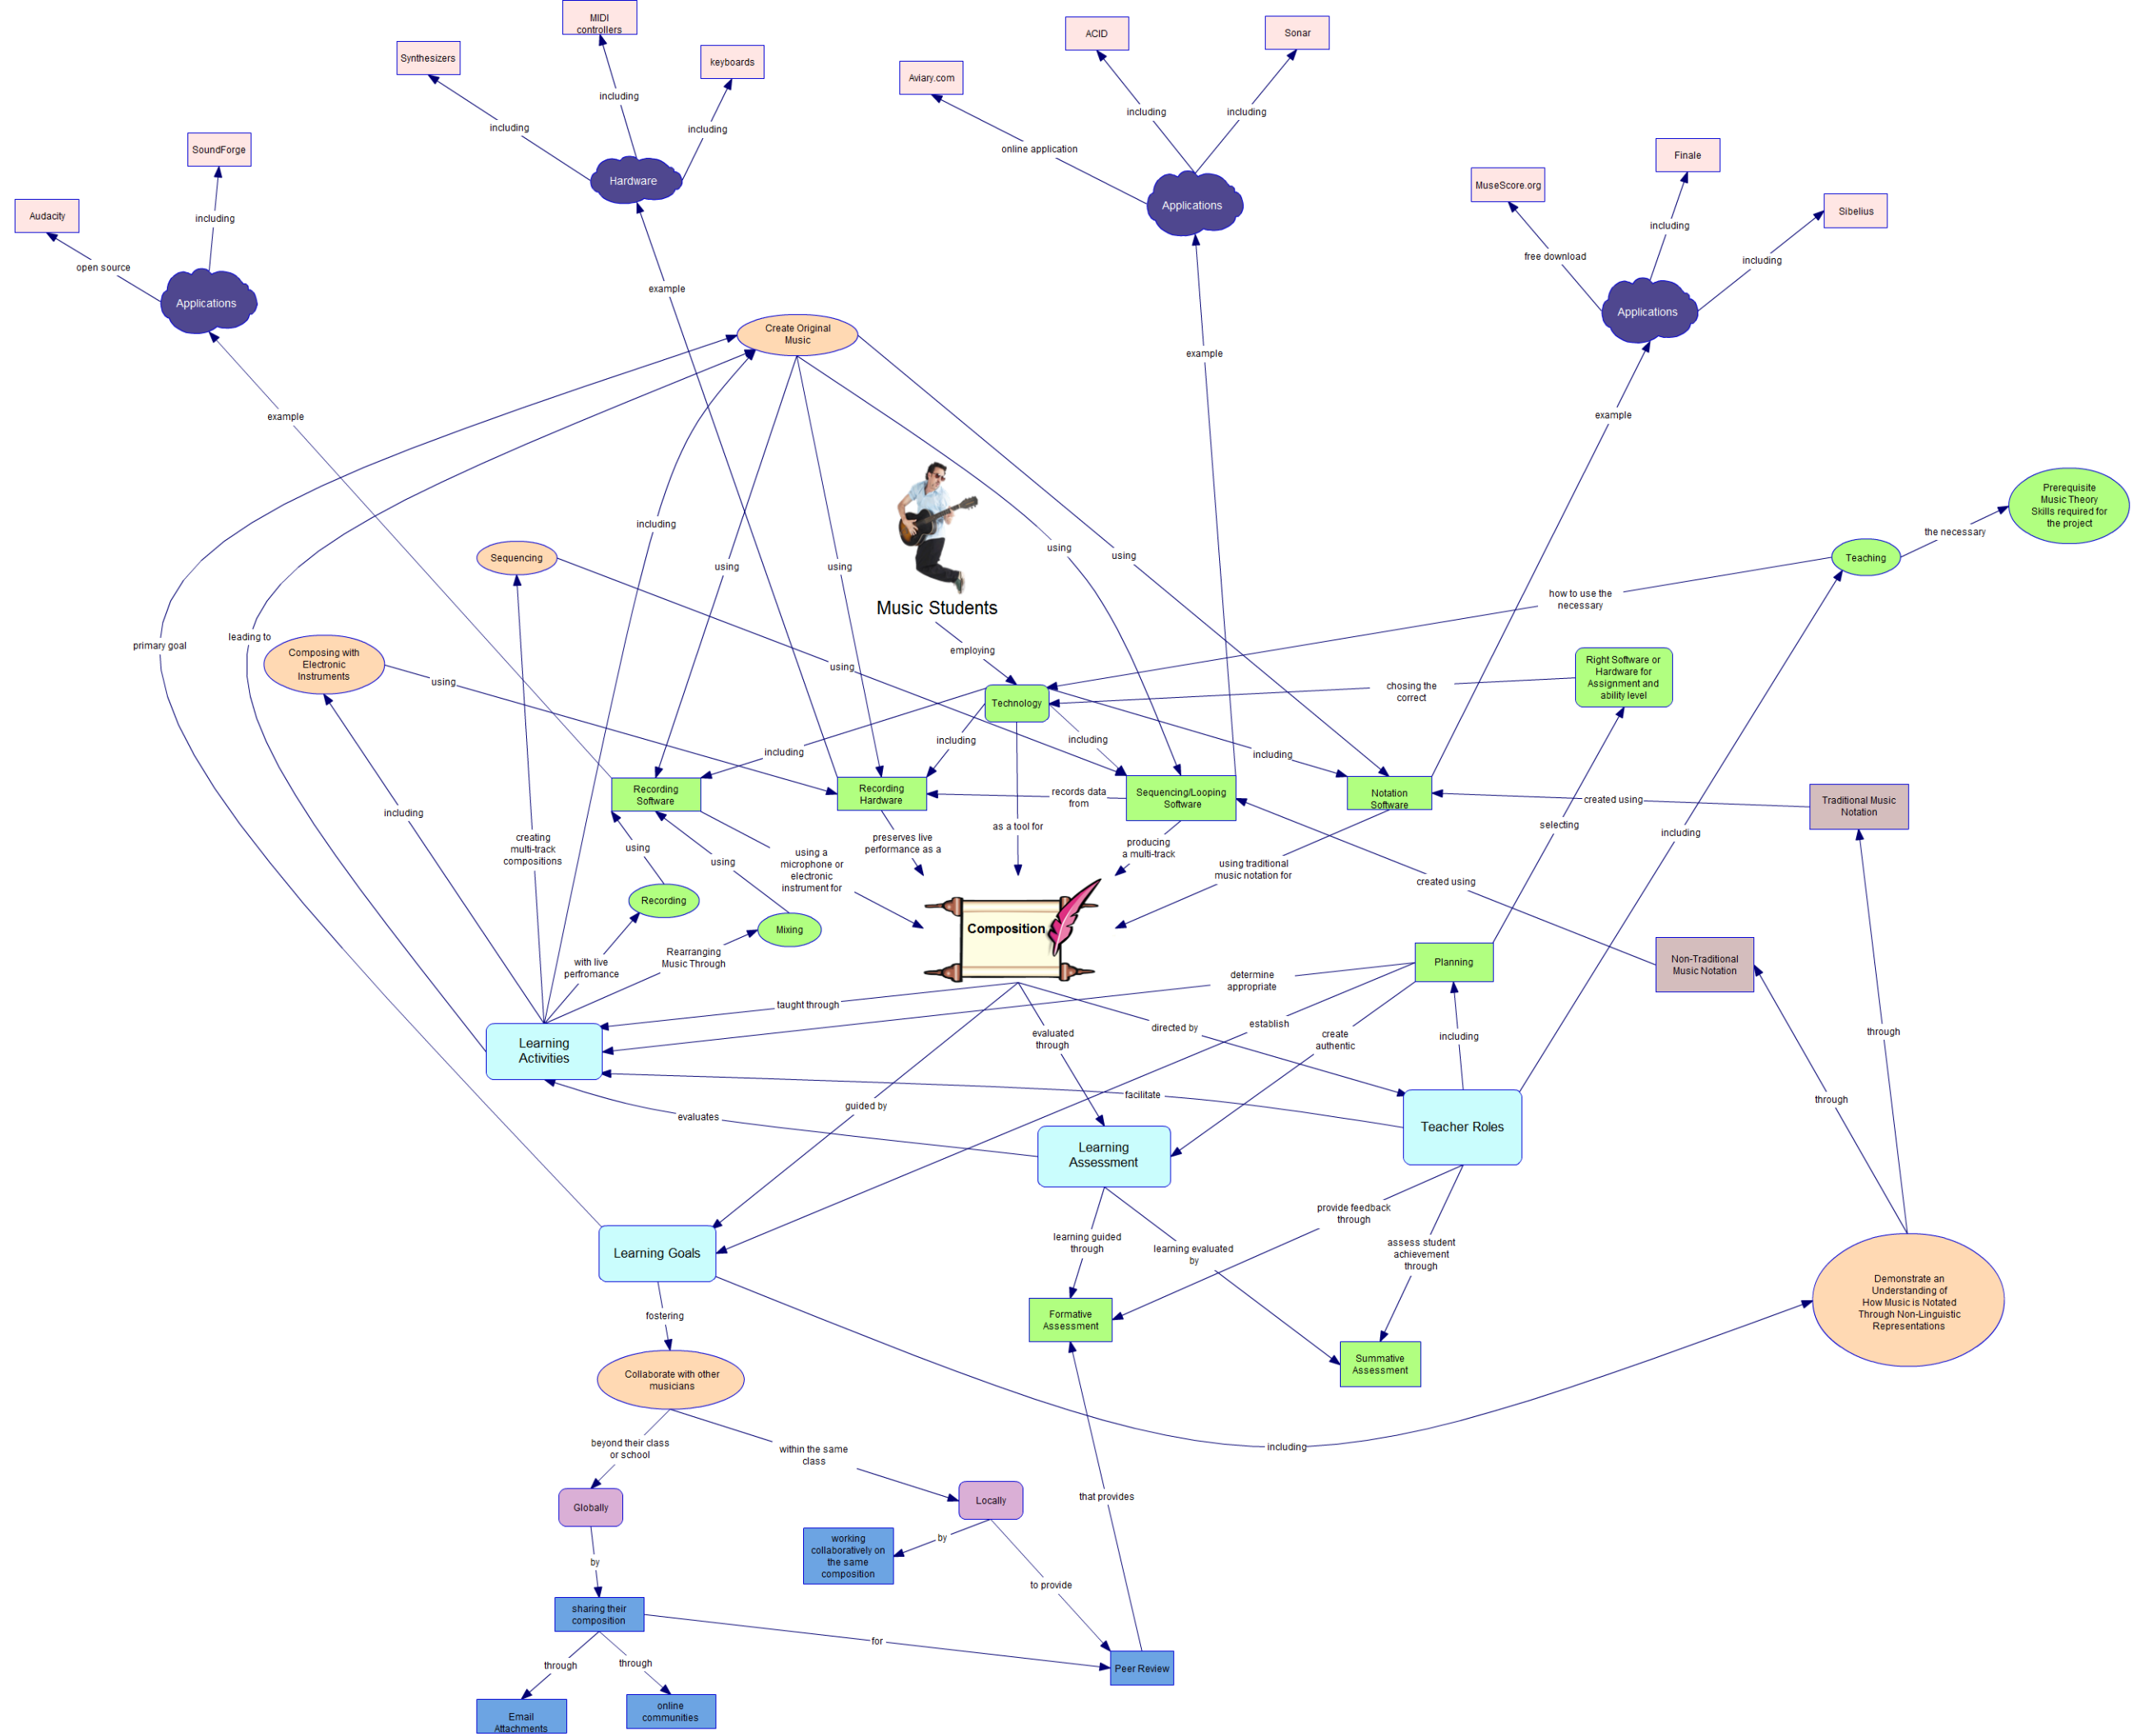 MIDI
controllers
ACID
Sonar
Synthesizers
keyboards
Aviary.com
including
including
including
including
including
online application
SoundForge
Hardware
Finale
MuseScore.org
Applications
Sibelius
Audacity
including
including
open source
free download
including
example
Applications
Applications
Create Original
Music
example
example
example
Prerequisite
Music Theory
Skills required for
the project
including
the necessary
Sequencing
using
using
using
using
Teaching
how to use the
necessary
Music Students
primary goal
leading to
employing
Composing with
Electronic
Instruments
using
using
Right Software or
Hardware for
Assignment and
ability level
chosing the
correct
Technology
including
including
including
including
Recording
Software
Recording
Hardware
records data
from
Sequencing/Looping
Software
Notation
Software
created using
Traditional Music
Notation
including
creating
multi-track
compositions
using
using
using a
microphone or
electronic
instrument for
preserves live
performance as a
as a tool for
producing
a multi-track
using traditional
music notation for
selecting
including
created using
Recording
Mixing
Composition
with live
perfromance
Rearranging
Music Through
Planning
Non-Traditional
Music Notation
determine
appropriate
taught through
evaluated
through
directed by
establish
create
authentic
including
through
Learning
Activities
guided by
facilitate
evaluates
through
Learning
Assessment
Teacher Roles
Learning Goals
learning guided
through
learning evaluated
by
provide feedback
through
assess student
achievement
through
Demonstrate an
Understanding of
How Music is Notated
Through Non-Linguistic
Representations
fostering
Formative
Assessment
Summative
Assessment
Collaborate with other
musicians
beyond their class
or school
within the same
class
including
Globally
Locally
that provides
by
working
collaboratively on
the same
composition
by
to provide
sharing their
composition
for
through
through
Peer Review
Email
Attachments
online
communities